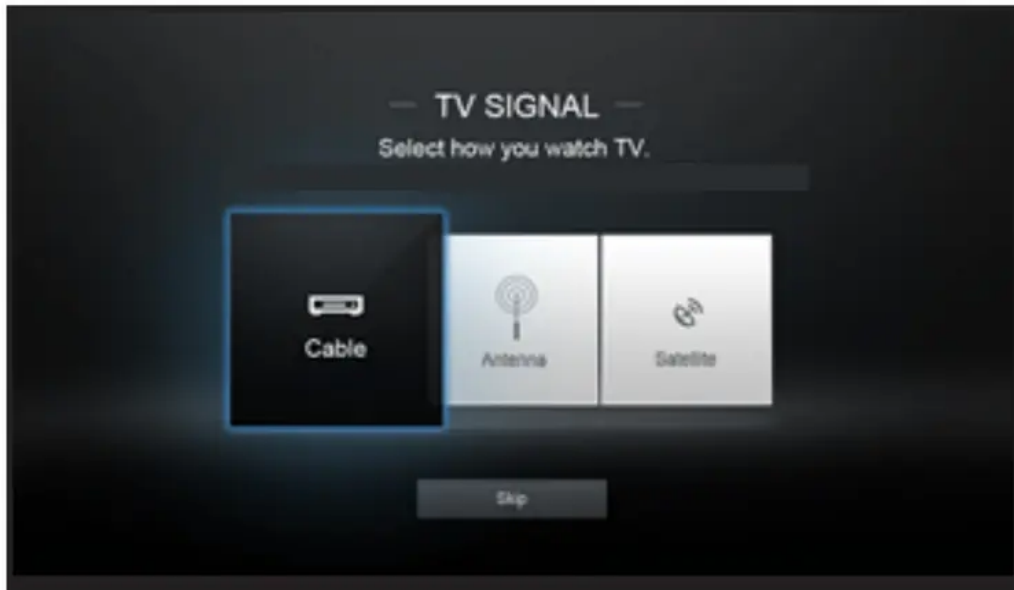 TV SIGNAL
Select how you watch TV.
Cable
Antenna
Satellite
Skip